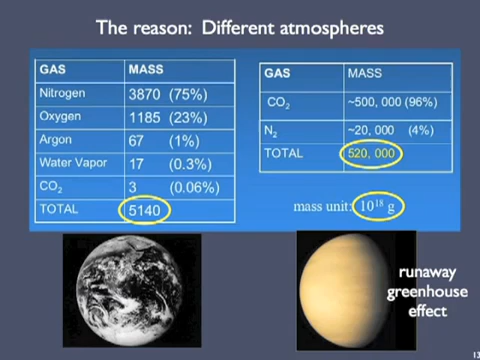 The reason: Different atmospheres
GAS MASS
Nitrogen 3870 (75%)
Oxygen 1185 (23%)
Argon 67 (1%)
Water Vapor 17 (0.3%)
CO₂ 3 (0.06%)
TOTAL 5140
GAS MASS
CO₂ ~500, 000 (96%)
N₂ ~20, 000 (4%)
TOTAL 520, 000
mass unit: 10¹⁸ g
runaway
greenhouse
effect
13